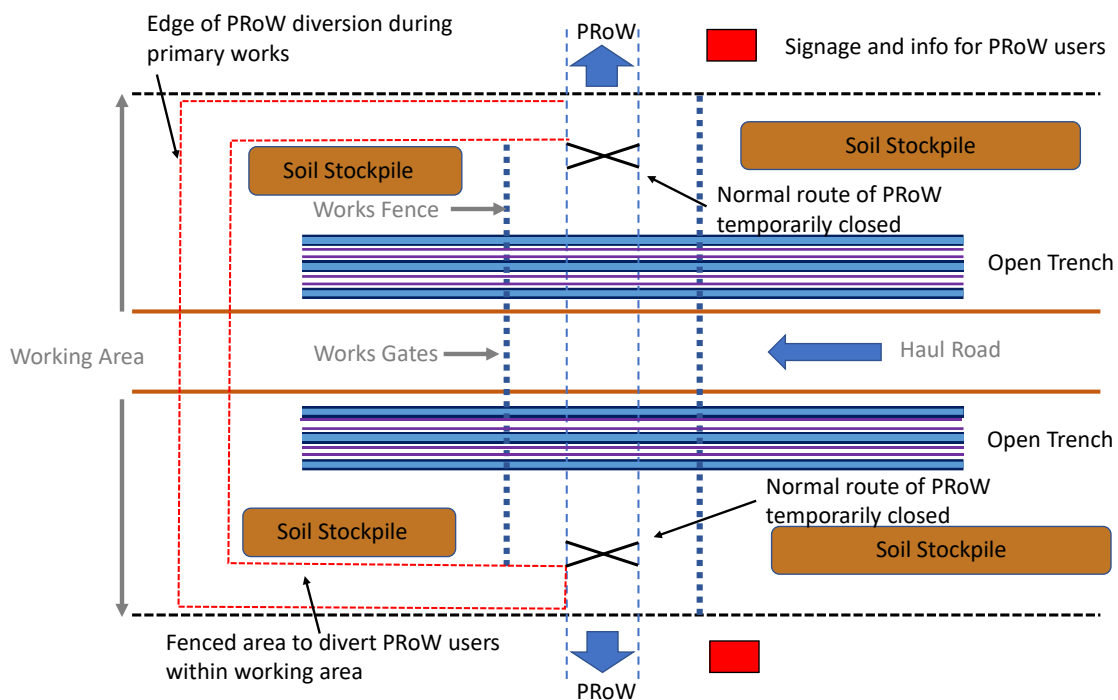 Edge of PRoW diversion during
primary works
PRoW
Signage and info for PRoW users
Soil Stockpile
Soil Stockpile
Works Fence
Normal route of PRoW
temporarily closed
Open Trench
Working Area
Works Gates
Haul Road
Open Trench
Normal route of PRoW
temporarily closed
Soil Stockpile
Soil Stockpile
Fenced area to divert PRoW users
within working area
PRoW